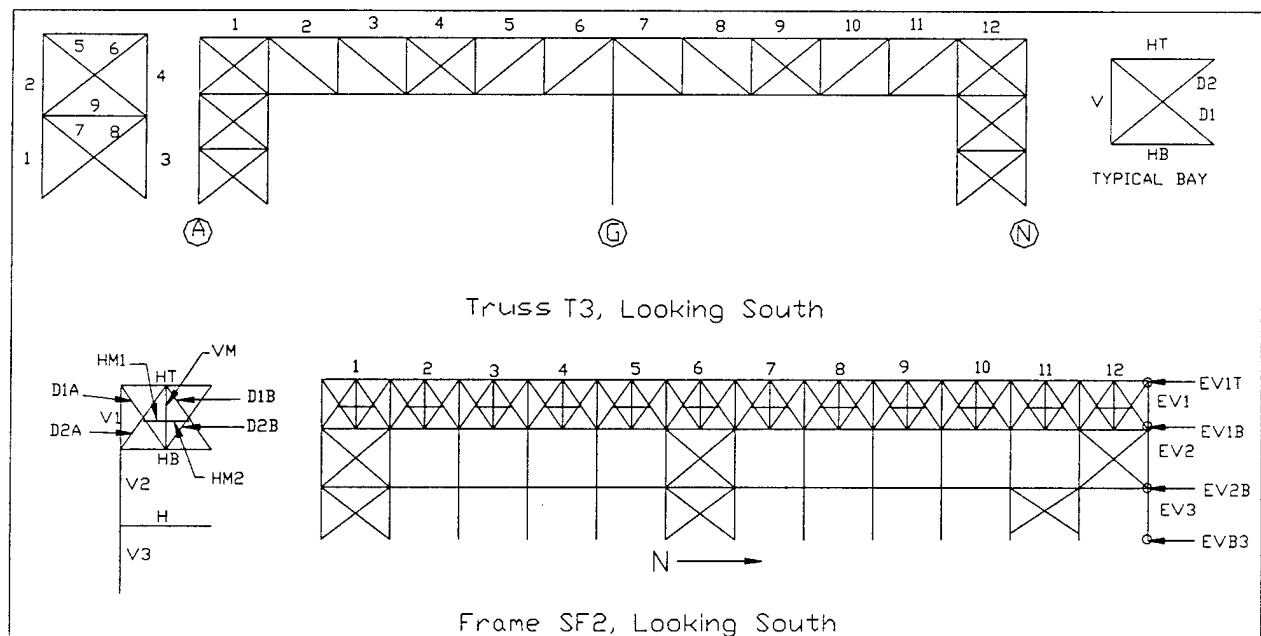 1 2 3 4 5 6 7 8 9 10 11 12
5 6
2 4
9
7 8
1 3
HT
D2
V
D1
HB
TYPICAL BAY
A G N
Truss T3, Looking South
HM1 VM
HT
D1A D1B
V1
D2A D2B
HB
HM2
V2
H
V3
1 2 3 4 5 6 7 8 9 10 11 12
EV1T
EV1
EV1B
EV2
EV2B
EV3
EVB3
N
Frame SF2, Looking South